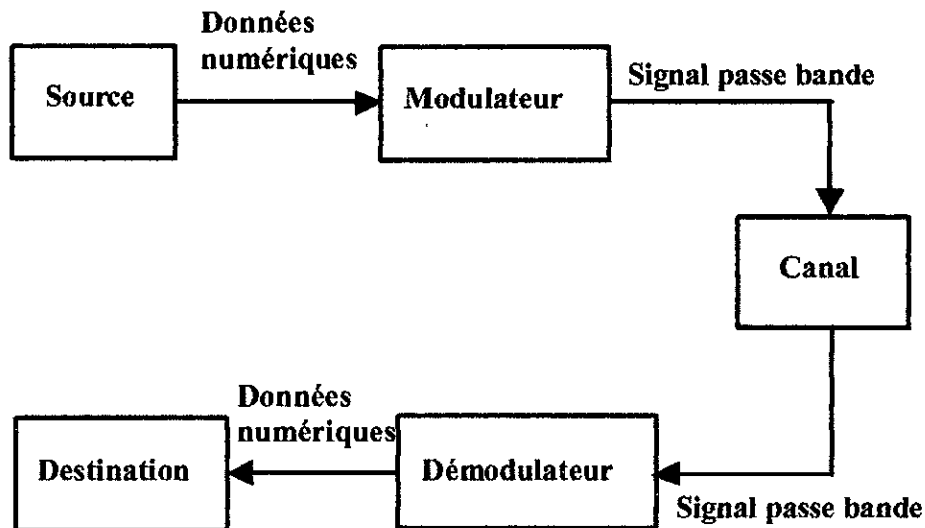 Données
numériques
Source
Modulateur
Signal passe bande
Canal
Données
numériques
Destination
Démodulateur
Signal passe bande